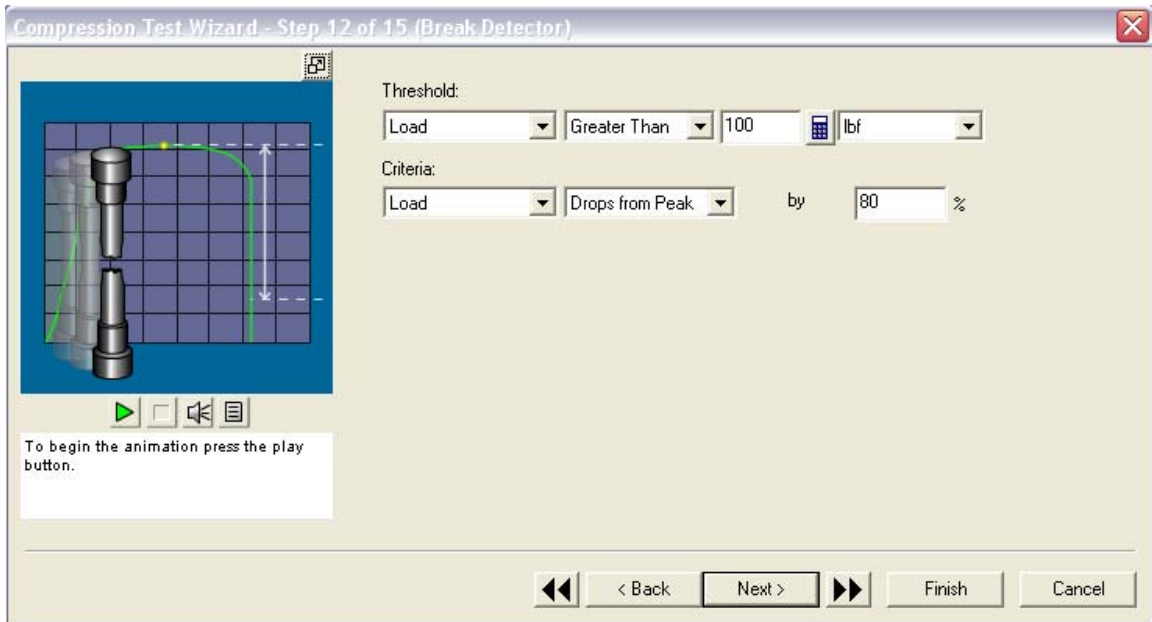 Compression Test Wizard - Step 12 of 15 (Break Detector)
Threshold:
Load Greater Than 100 lbf
Criteria:
Load Drops from Peak by 80 %
To begin the animation press the play
button.
< Back Next > Finish Cancel